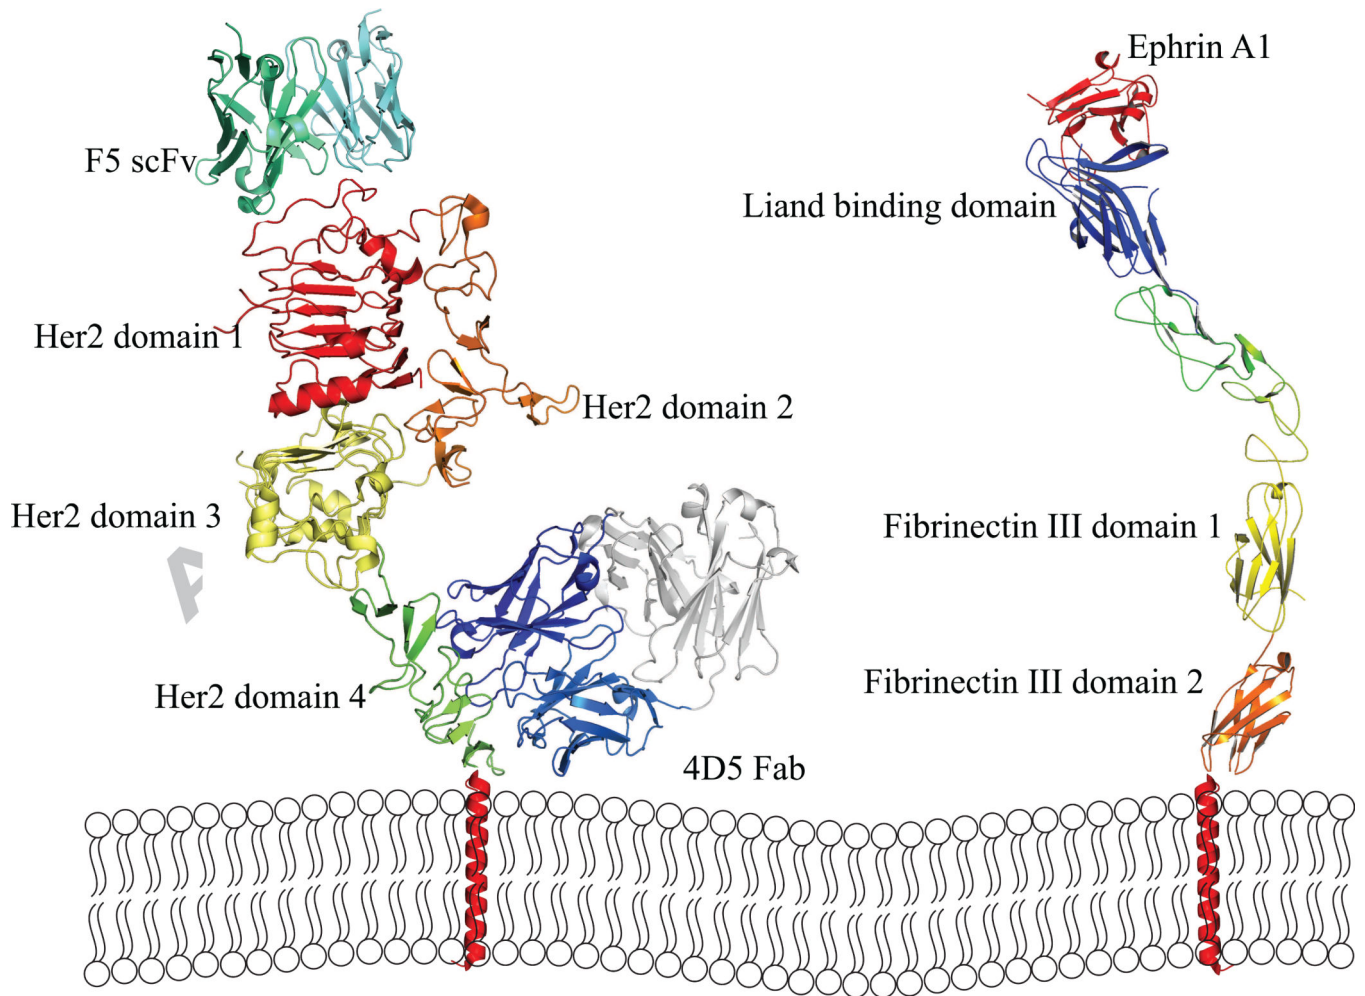 Ephrin A1
F5 scFv
Liand binding domain
Her2 domain 1
Her2 domain 2
Her2 domain 3
Fibrinectin III domain 1
Her2 domain 4
Fibrinectin III domain 2
4D5 Fab